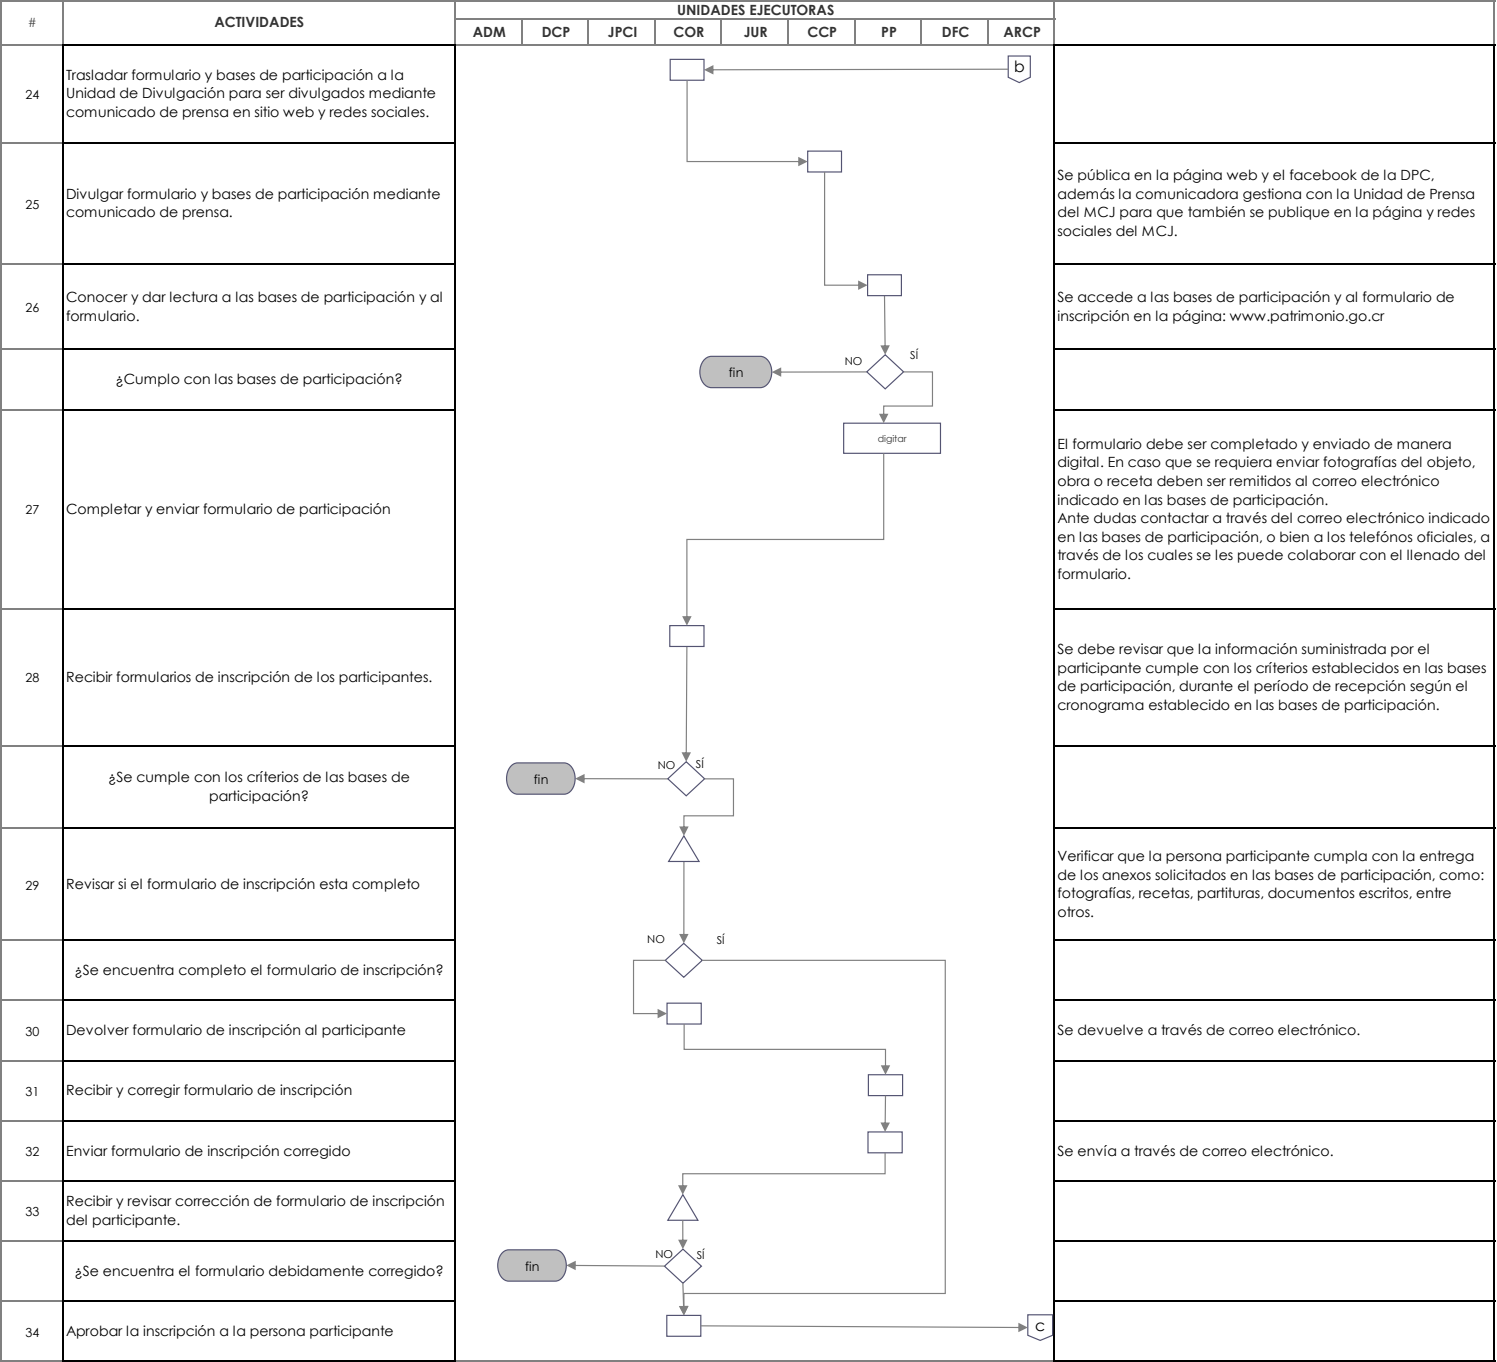 #
ACTIVIDADES
UNIDADES EJECUTORAS
ADM
DCP
JPCI
COR
JUR
CCP
PP
DFC
ARCP
24
Trasladar formulario y bases de participación a la
Unidad de Divulgación para ser divulgados mediante
comunicado de prensa en sitio web y redes sociales.
b
25
Divulgar formulario y bases de participación mediante
comunicado de prensa.
Se pública en la página web y el facebook de la DPC,
además la comunicadora gestiona con la Unidad de Prensa
del MCJ para que también se publique en la página y redes
sociales del MCJ.
26
Conocer y dar lectura a las bases de participación y al
formulario.
Se accede a las bases de participación y al formulario de
inscripción en la página: www.patrimonio.go.cr
¿Cumplo con las bases de participación?
fin
NO
SÍ
27
Completar y enviar formulario de participación
digitar
El formulario debe ser completado y enviado de manera
digital. En caso que se requiera enviar fotografías del objeto,
obra o receta deben ser remitidos al correo electrónico
indicado en las bases de participación.
Ante dudas contactar a través del correo electrónico indicado
en las bases de participación, o bien a los telefónos oficiales, a
través de los cuales se les puede colaborar con el llenado del
formulario.
28
Recibir formularios de inscripción de los participantes.
Se debe revisar que la información suministrada por el
participante cumple con los críterios establecidos en las bases
de participación, durante el período de recepción según el
cronograma establecido en las bases de participación.
¿Se cumple con los críterios de las bases de
participación?
fin
NO
SÍ
29
Revisar si el formulario de inscripción esta completo
Verificar que la persona participante cumpla con la entrega
de los anexos solicitados en las bases de participación, como:
fotografías, recetas, partituras, documentos escritos, entre
otros.
¿Se encuentra completo el formulario de inscripción?
NO
SÍ
30
Devolver formulario de inscripción al participante
Se devuelve a través de correo electrónico.
31
Recibir y corregir formulario de inscripción
32
Enviar formulario de inscripción corregido
Se envía a través de correo electrónico.
33
Recibir y revisar corrección de formulario de inscripción
del participante.
¿Se encuentra el formulario debidamente corregido?
fin
NO
SÍ
34
Aprobar la inscripción a la persona participante
c